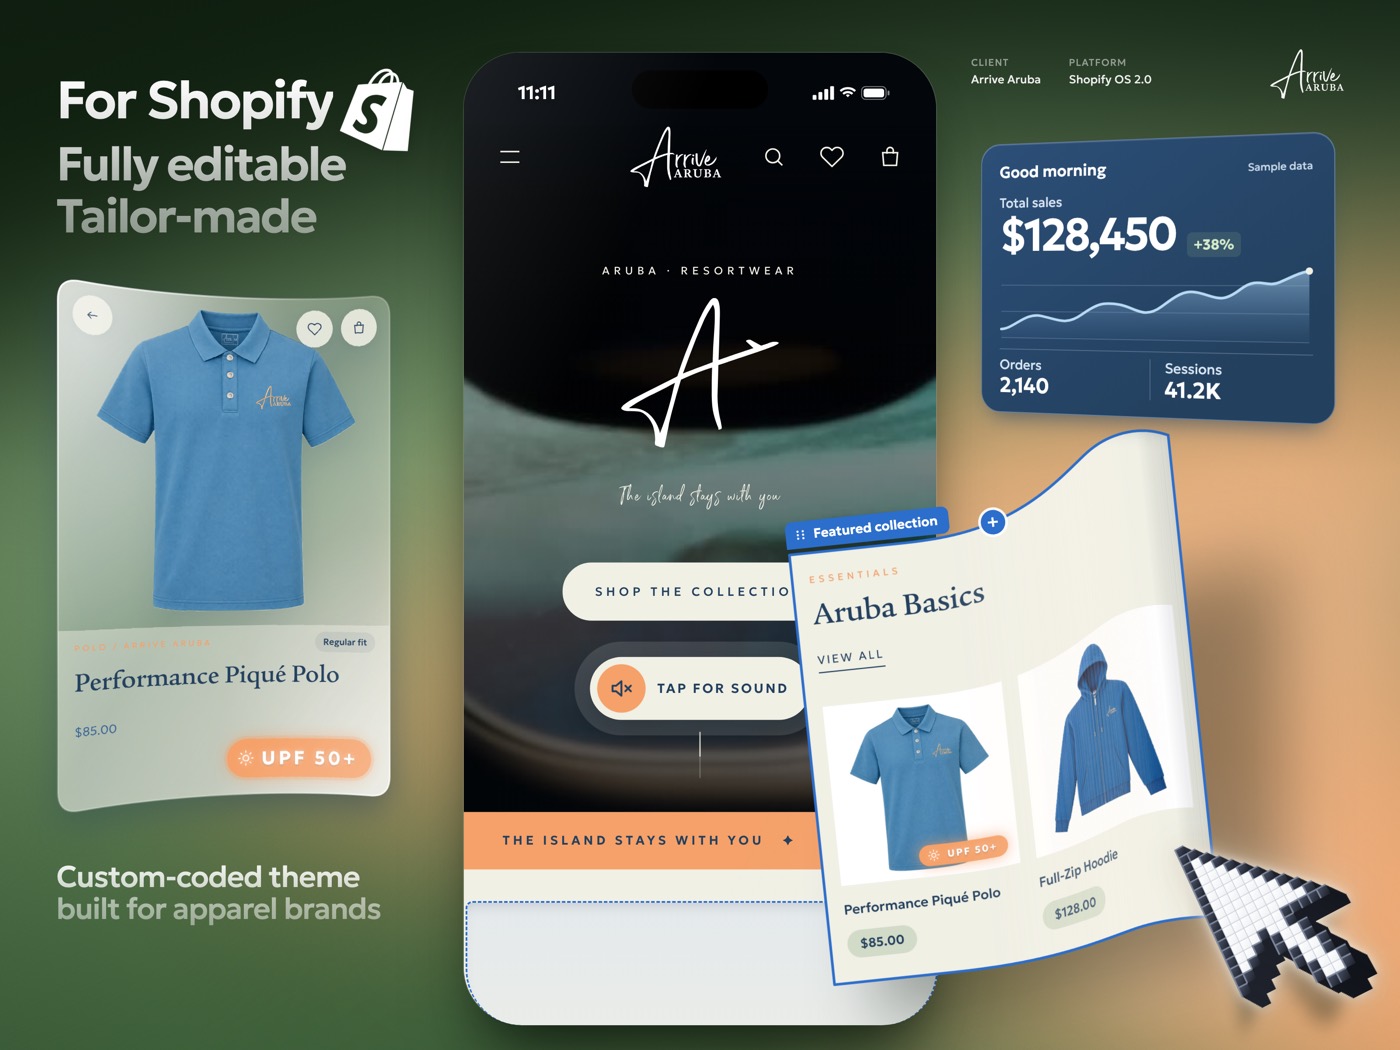 For Shopify
Fully editable
Tailor-made
POLO / ARRIVE ARUBA
Regular fit
Performance Piqué Polo
$85.00
UPF 50+
Custom-coded theme
built for apparel brands
11:11
Arrive
ARUBA
ARUBA · RESORTWEAR
A
The island stays with you
SHOP THE COLLECTIO
TAP FOR SOUND
THE ISLAND STAYS WITH YOU
CLIENT
Arrive Aruba
PLATFORM
Shopify OS 2.0
Arrive
ARUBA
Good morning
Sample data
Total sales
$128,450
+38%
Orders
2,140
Sessions
41.2K
Featured collection
ESSENTIALS
Aruba Basics
VIEW ALL
UPF 50+
Performance Piqué Polo
$85.00
Full-Zip Hoodie
$128.00